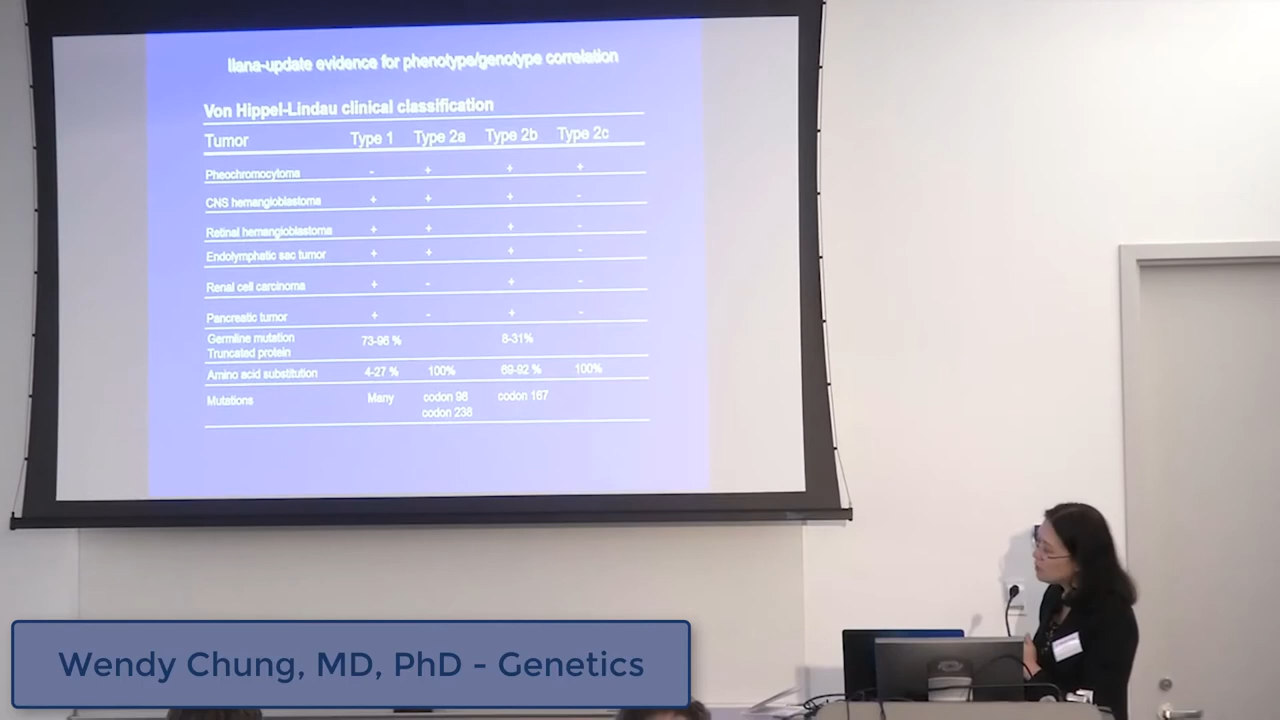 Ilana-update evidence for phenotype/genotype correlation
Von Hippel-Lindau clinical classification
Tumor Type 1 Type 2a Type 2b Type 2c
Pheochromocytoma - + + +
CNS hemangioblastoma + + + -
Retinal hemangioblastoma + + + -
Endolymphatic sac tumor + + + -
Renal cell carcinoma + - + -
Pancreatic tumor + - + -
Germline mutation
Truncated protein 73-96 % 8-31%
Amino acid substitution 4-27 % 100% 69-92 % 100%
Mutations Many codon 98 codon 167
codon 238
Wendy Chung, MD, PhD - Genetics